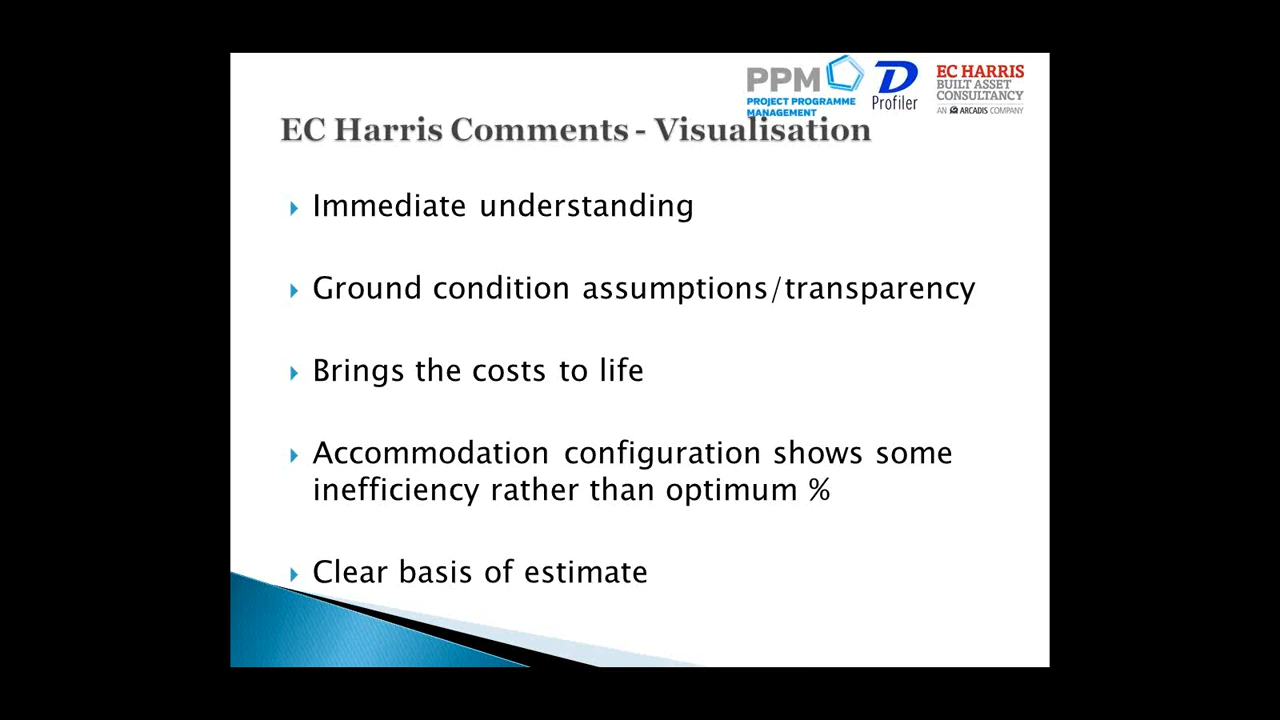 PPM
PROJECT PROGRAMME
MANAGEMENT
D
Profiler
EC HARRIS
BUILT ASSET
CONSULTANCY
AN ARCADIS COMPANY
EC Harris Comments - Visualisation
Immediate understanding
Ground condition assumptions/transparency
Brings the costs to life
Accommodation configuration shows some
inefficiency rather than optimum %
Clear basis of estimate